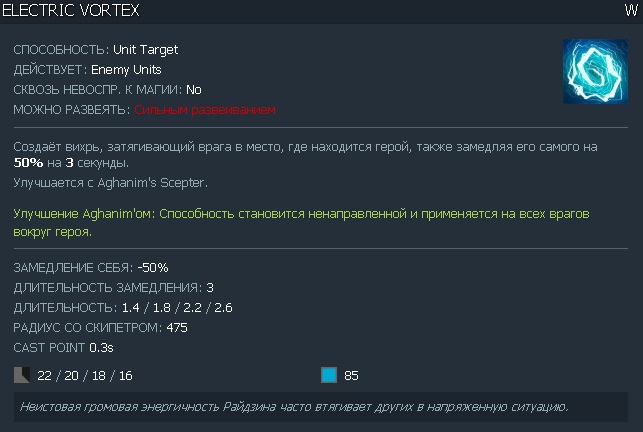 ELECTRIC VORTEX W
СПОСОБНОСТЬ: Unit Target
ДЕЙСТВУЕТ: Enemy Units
СКВОЗЬ НЕВОСПР. К МАГИИ: No
МОЖНО РАЗВЕЯТЬ: Сильным развеиванием
Создаёт вихрь, затягивающий врага в место, где находится герой, также замедляя его самого на
50% на 3 секунды.
Улучшается с Aghanim's Scepter.
Улучшение Aghanim'ом: Способность становится ненаправленной и применяется на всех врагов
вокруг героя.
ЗАМЕДЛЕНИЕ СЕБЯ: -50%
ДЛИТЕЛЬНОСТЬ ЗАМЕДЛЕНИЯ: 3
ДЛИТЕЛЬНОСТЬ: 1.4 / 1.8 / 2.2 / 2.6
РАДИУС СО СКИПЕТРОМ: 475
CAST POINT 0.3s
22 / 20 / 18 / 16 85
Неистовая громовая энергичность Райдзина часто втягивает других в напряженную ситуацию.